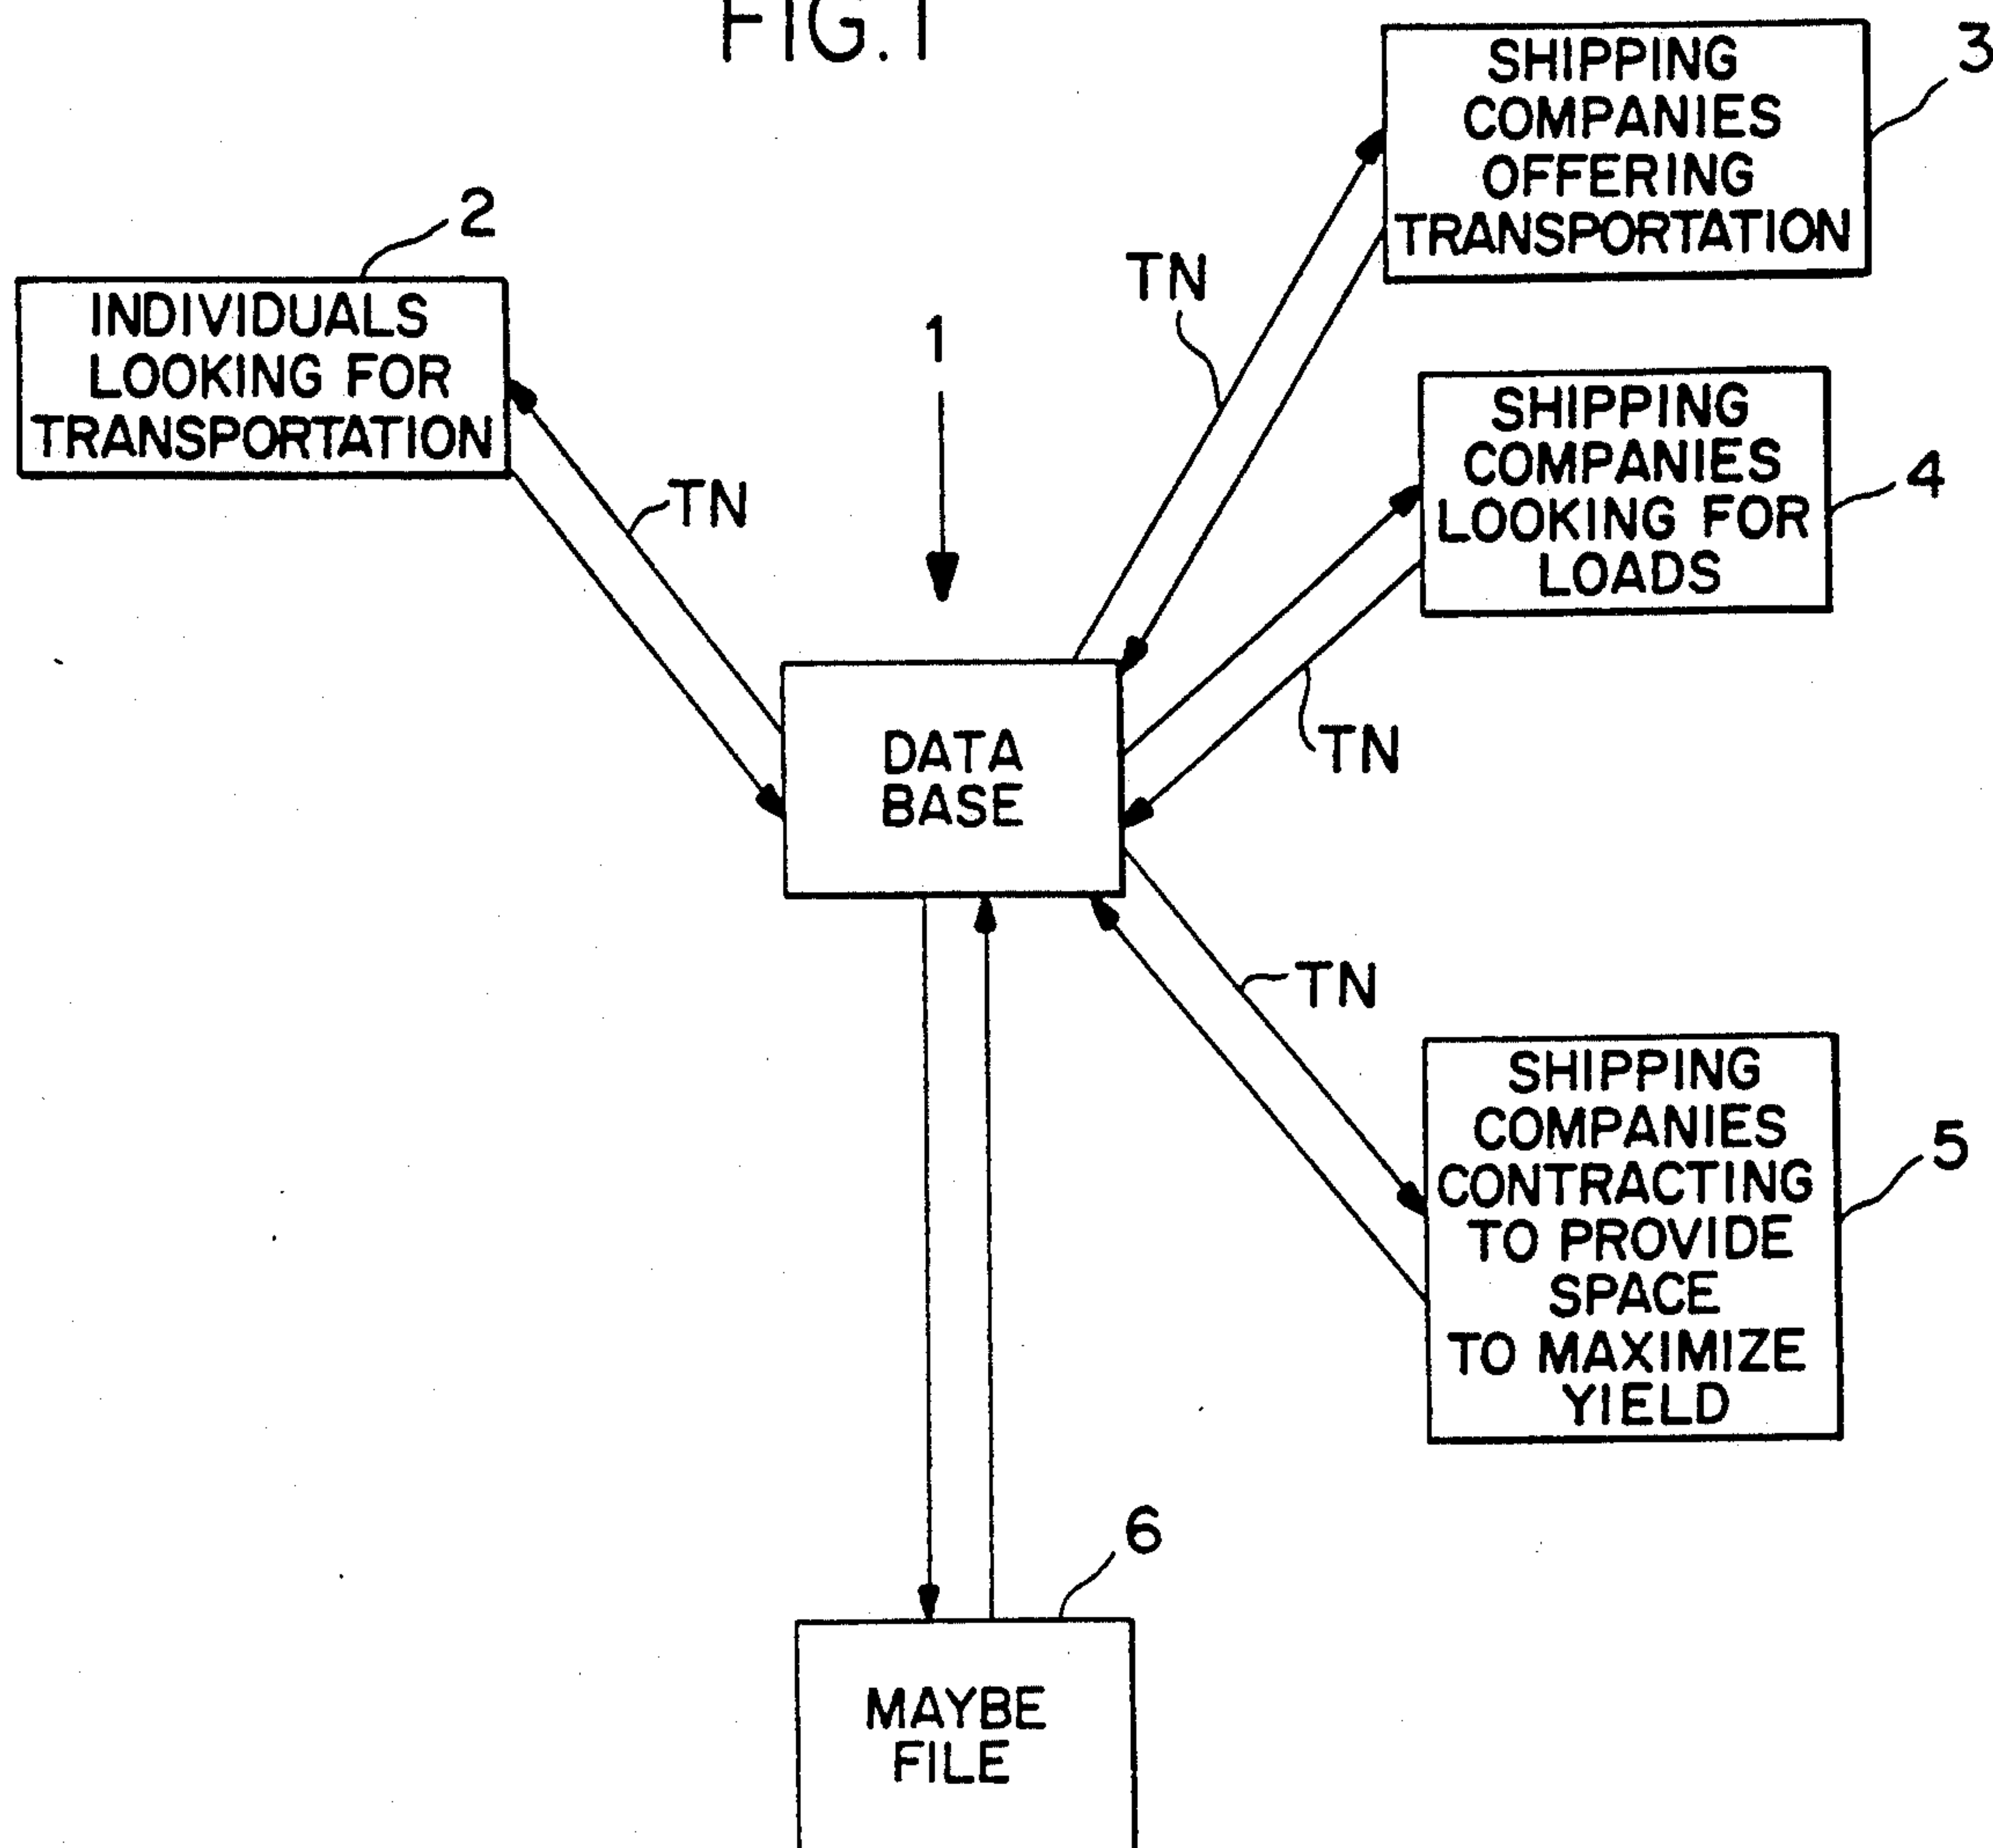 FIG.1
SHIPPING
COMPANIES
OFFERING
TRANSPORTATION
3
2
INDIVIDUALS
LOOKING FOR
TRANSPORTATION
TN
1
TN
SHIPPING
COMPANIES
LOOKING FOR
LOADS
4
DATA
BASE
TN
TN
SHIPPING
COMPANIES
CONTRACTING
TO PROVIDE
SPACE
TO MAXIMIZE
YIELD
5
6
MAYBE
FILE